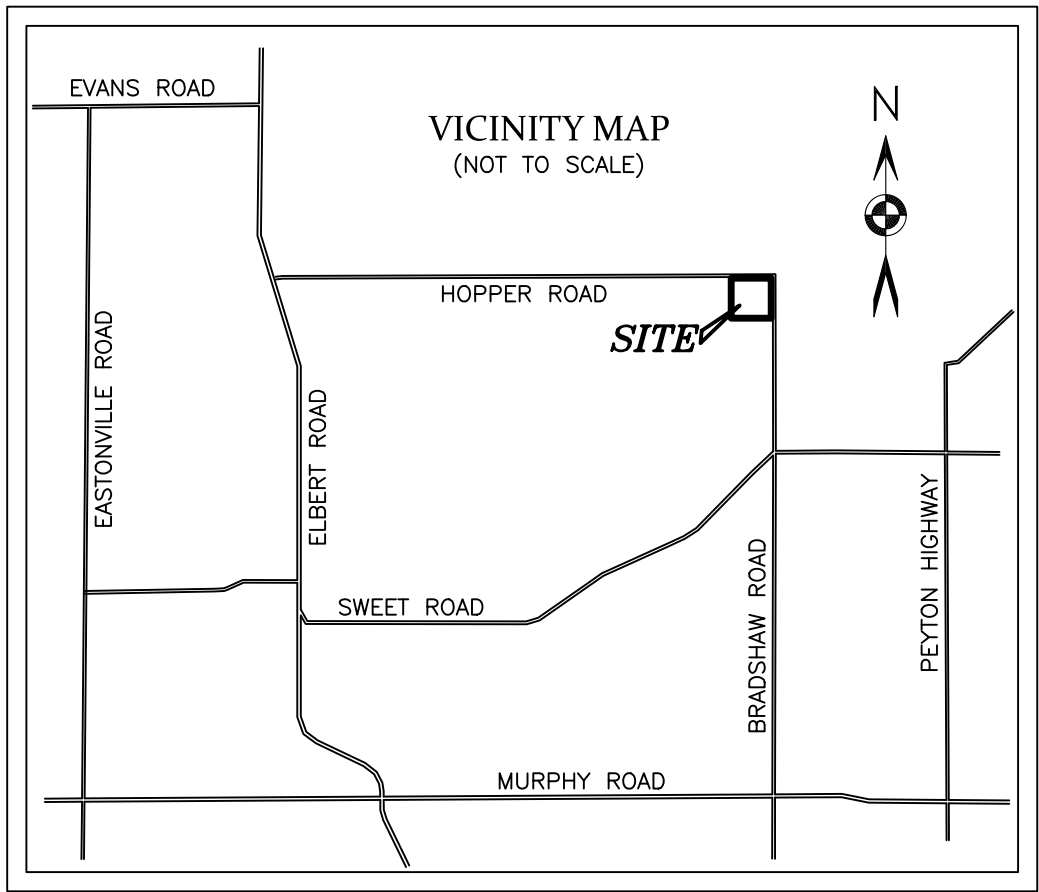 EVANS ROAD
VICINITY MAP
(NOT TO SCALE)
N
HOPPER ROAD
SITE
EASTONVILLE ROAD
ELBERT ROAD
SWEET ROAD
BRADSHAW ROAD
PEYTON HIGHWAY
MURPHY ROAD